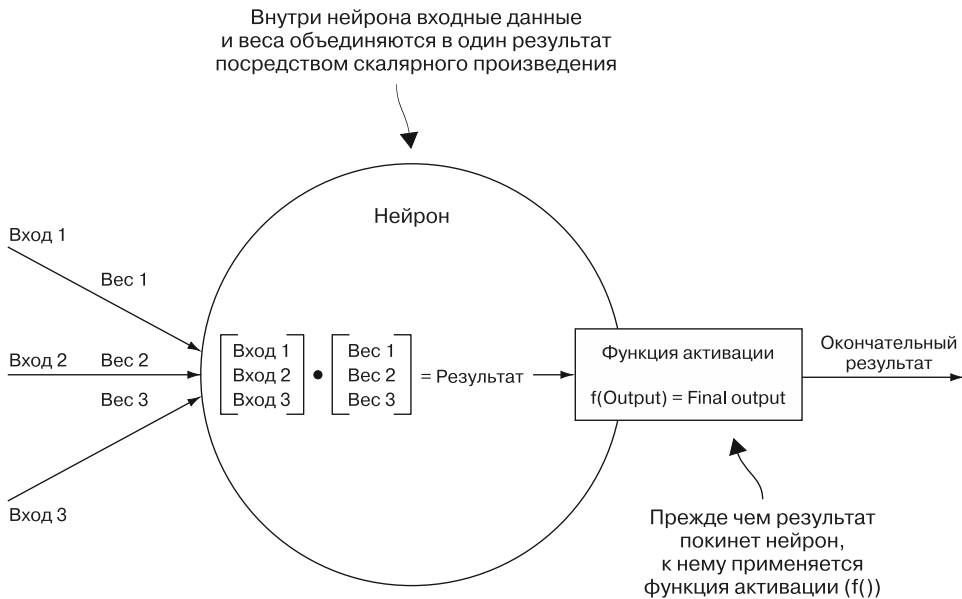 Внутри нейрона входные данные
и веса объединяются в один результат
посредством скалярного произведения
Нейрон
Вход 1
Вес 1
Вход 2
Вес 2
Вес 3
Вход 3
Вход 1
Вход 2
Вход 3
•
Вес 1
Вес 2
Вес 3
= Результат
Функция активации
f(Output) = Final output
Окончательный
результат
Прежде чем результат
покинет нейрон,
к нему применяется
функция активации (f())